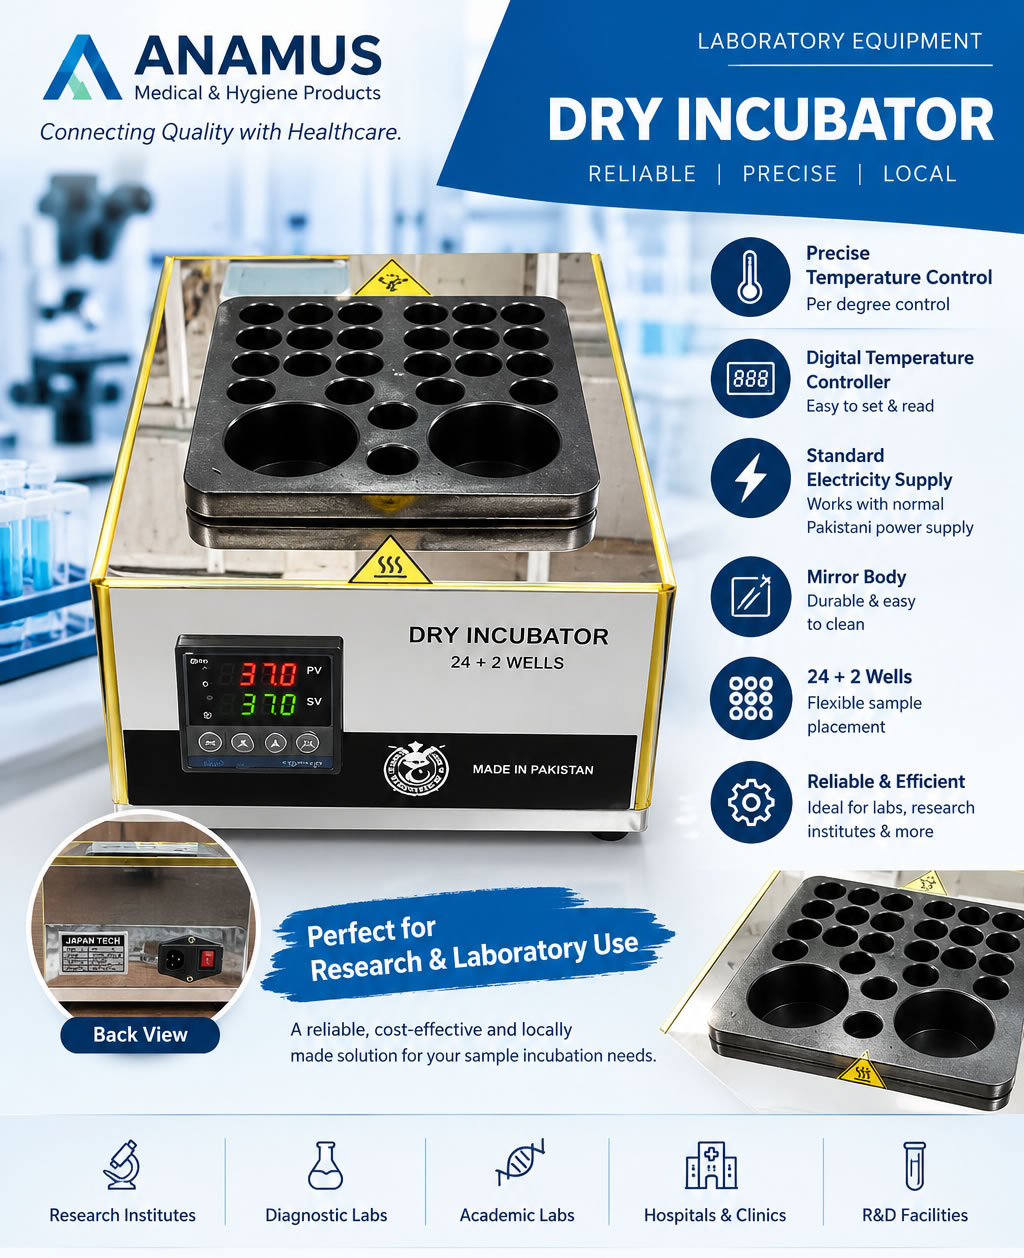 ANAMUS
Medical & Hygiene Products
Connecting Quality with Healthcare.
LABORATORY EQUIPMENT
DRY INCUBATOR
RELIABLE | PRECISE | LOCAL
Precise
Temperature Control
Per degree control
Digital Temperature
Controller
Easy to set & read
888
Standard
Electricity Supply
Works with normal
Pakistani power supply
Mirror Body
Durable & easy
to clean
24 + 2 Wells
Flexible sample
placement
Reliable & Efficient
Ideal for labs, research
institutes & more
DRY INCUBATOR
24 + 2 WELLS
37.0 PV
37.0 SV
MADE IN PAKISTAN
JAPAN TECH
Back View
Perfect for
Research & Laboratory Use
A reliable, cost-effective and locally
made solution for your sample incubation needs.
Research Institutes
Diagnostic Labs
Academic Labs
Hospitals & Clinics
R&D Facilities